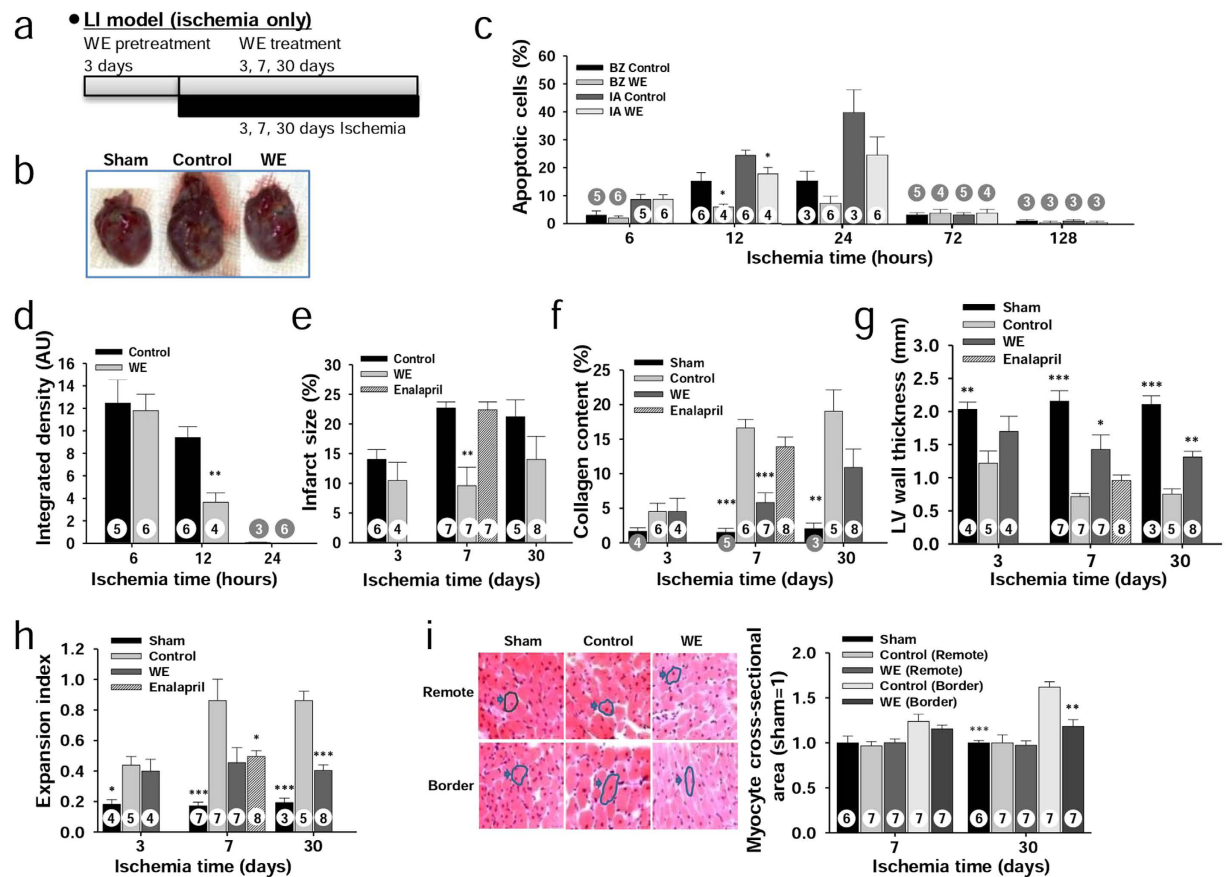 a
● LI model (ischemia only)
WE pretreatment WE treatment
3 days 3, 7, 30 days
3, 7, 30 days Ischemia
b
Sham Control WE
c
Apoptotic cells (%)
60
50
40
30
20
10
0
BZ Control
BZ WE
IA Control
IA WE
* * 
5 6 5 6 6 4 6 4 3 6 3 6 5 4 5 4 3 3 3 3
6 12 24 72 128
Ischemia time (hours)
d
Integrated density (AU)
16
14
12
10
8
6
4
2
0
Control
WE
**
5 6 6 4 3 6
6 12 24
Ischemia time (hours)
e
Infarct size (%)
30
25
20
15
10
5
0
Control
WE
Enalapril
**
6 4 7 7 7 5 8
3 7 30
Ischemia time (days)
f
Collagen content (%)
25
20
15
10
5
0
Sham
Control
WE
Enalapril
*** *** **
4 5 4 5 6 7 8 3 5 8
3 7 30
Ischemia time (days)
g
LV wall thickness (mm)
3.0
2.5
2.0
1.5
1.0
0.5
0.0
Sham
Control
WE
Enalapril
** *** * *** **
4 5 4 7 7 7 8 3 5 8
3 7 30
Ischemia time (days)
h
Expansion index
1.2
1.0
0.8
0.6
0.4
0.2
0.0
Sham
Control
WE
Enalapril
* *** * *** ***
4 5 4 7 7 7 8 3 5 8
3 7 30
Ischemia time (days)
i
Sham Control WE
Remote
Border
Myocyte cross-sectional
area (sham=1)
2.0
1.5
1.0
0.5
0.0
Sham
Control (Remote)
WE (Remote)
Control (Border)
WE (Border)
*** **
6 7 7 7 7 6 7 7 7 7
7 30
Ischemia time (days)